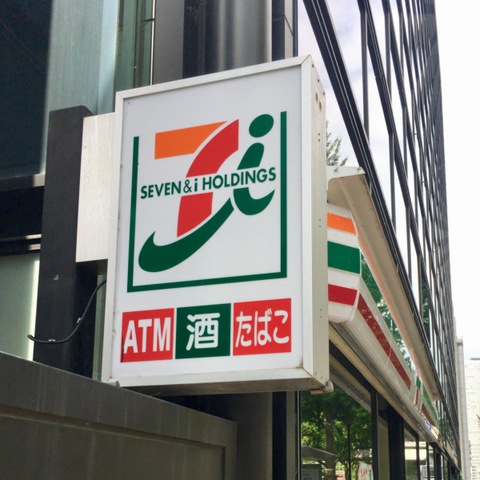 SEVEN & i HOLDINGS
ATM 酒 たばこ